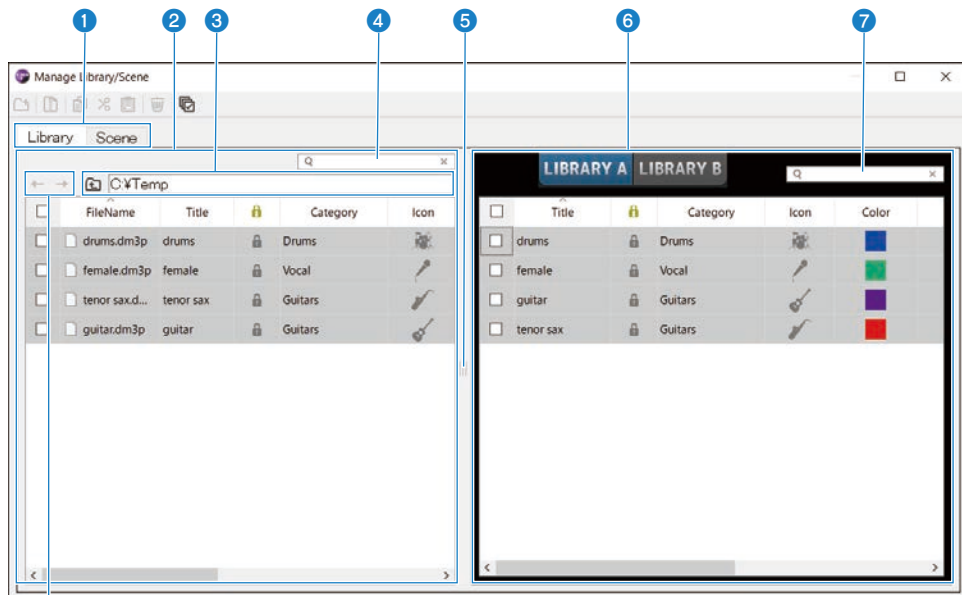 1 2 3 4 5 6 7
Manage Library/Scene
Library Scene
C:¥Temp
FileName Title Category Icon
drums.dm3p drums Drums
female.dm3p female Vocal
tenor sax.d... tenor sax Guitars
guitar.dm3p guitar Guitars
LIBRARY A LIBRARY B
Title Category Icon Color
drums Drums
female Vocal
guitar Guitars
tenor sax Guitars